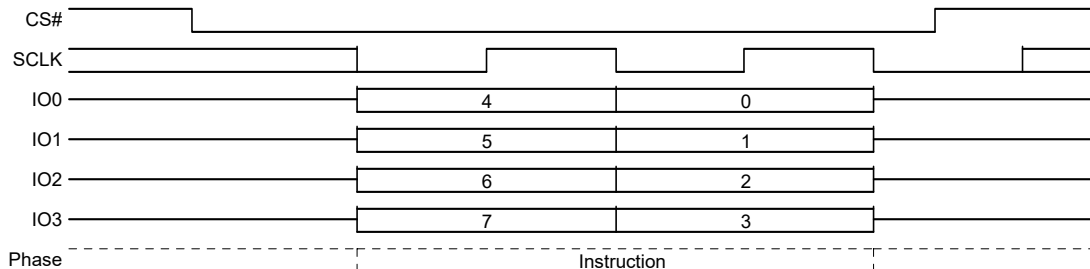 CS#
SCLK
IO0 4 0
IO1 5 1
IO2 6 2
IO3 7 3
Phase Instruction